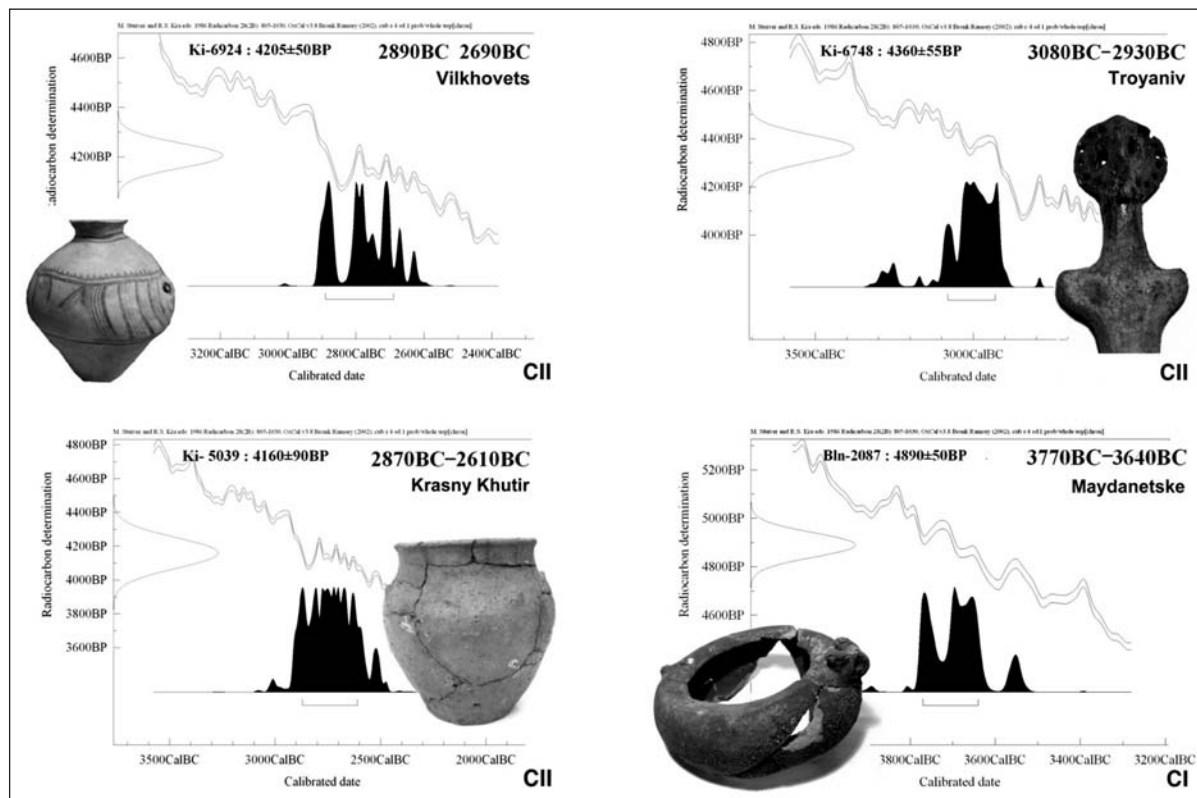 Ki-6924 : 4205±50BP
2890BC 2690BC
Vilkhovets
Radiocarbon determination
4600BP
4400BP
4200BP
3200CalBC 3000CalBC 2800CalBC 2600CalBC 2400CalBC
Calibrated date
CII
Ki-6748 : 4360±55BP
3080BC–2930BC
Troyaniv
Radiocarbon determination
4800BP
4600BP
4400BP
4200BP
4000BP
3500CalBC 3000CalBC
Calibrated date
CII
Ki- 5039 : 4160±90BP
2870BC–2610BC
Krasny Khutir
Radiocarbon determination
4800BP
4600BP
4400BP
4200BP
4000BP
3800BP
3600BP
3500CalBC 3000CalBC 2500CalBC 2000CalBC
Calibrated date
CII
Bln-2087 : 4890±50BP
3770BC–3640BC
Maydanetske
Radiocarbon determination
5200BP
5000BP
4800BP
4600BP
3800CalBC 3600CalBC 3400CalBC 3200CalBC
Calibrated date
CI